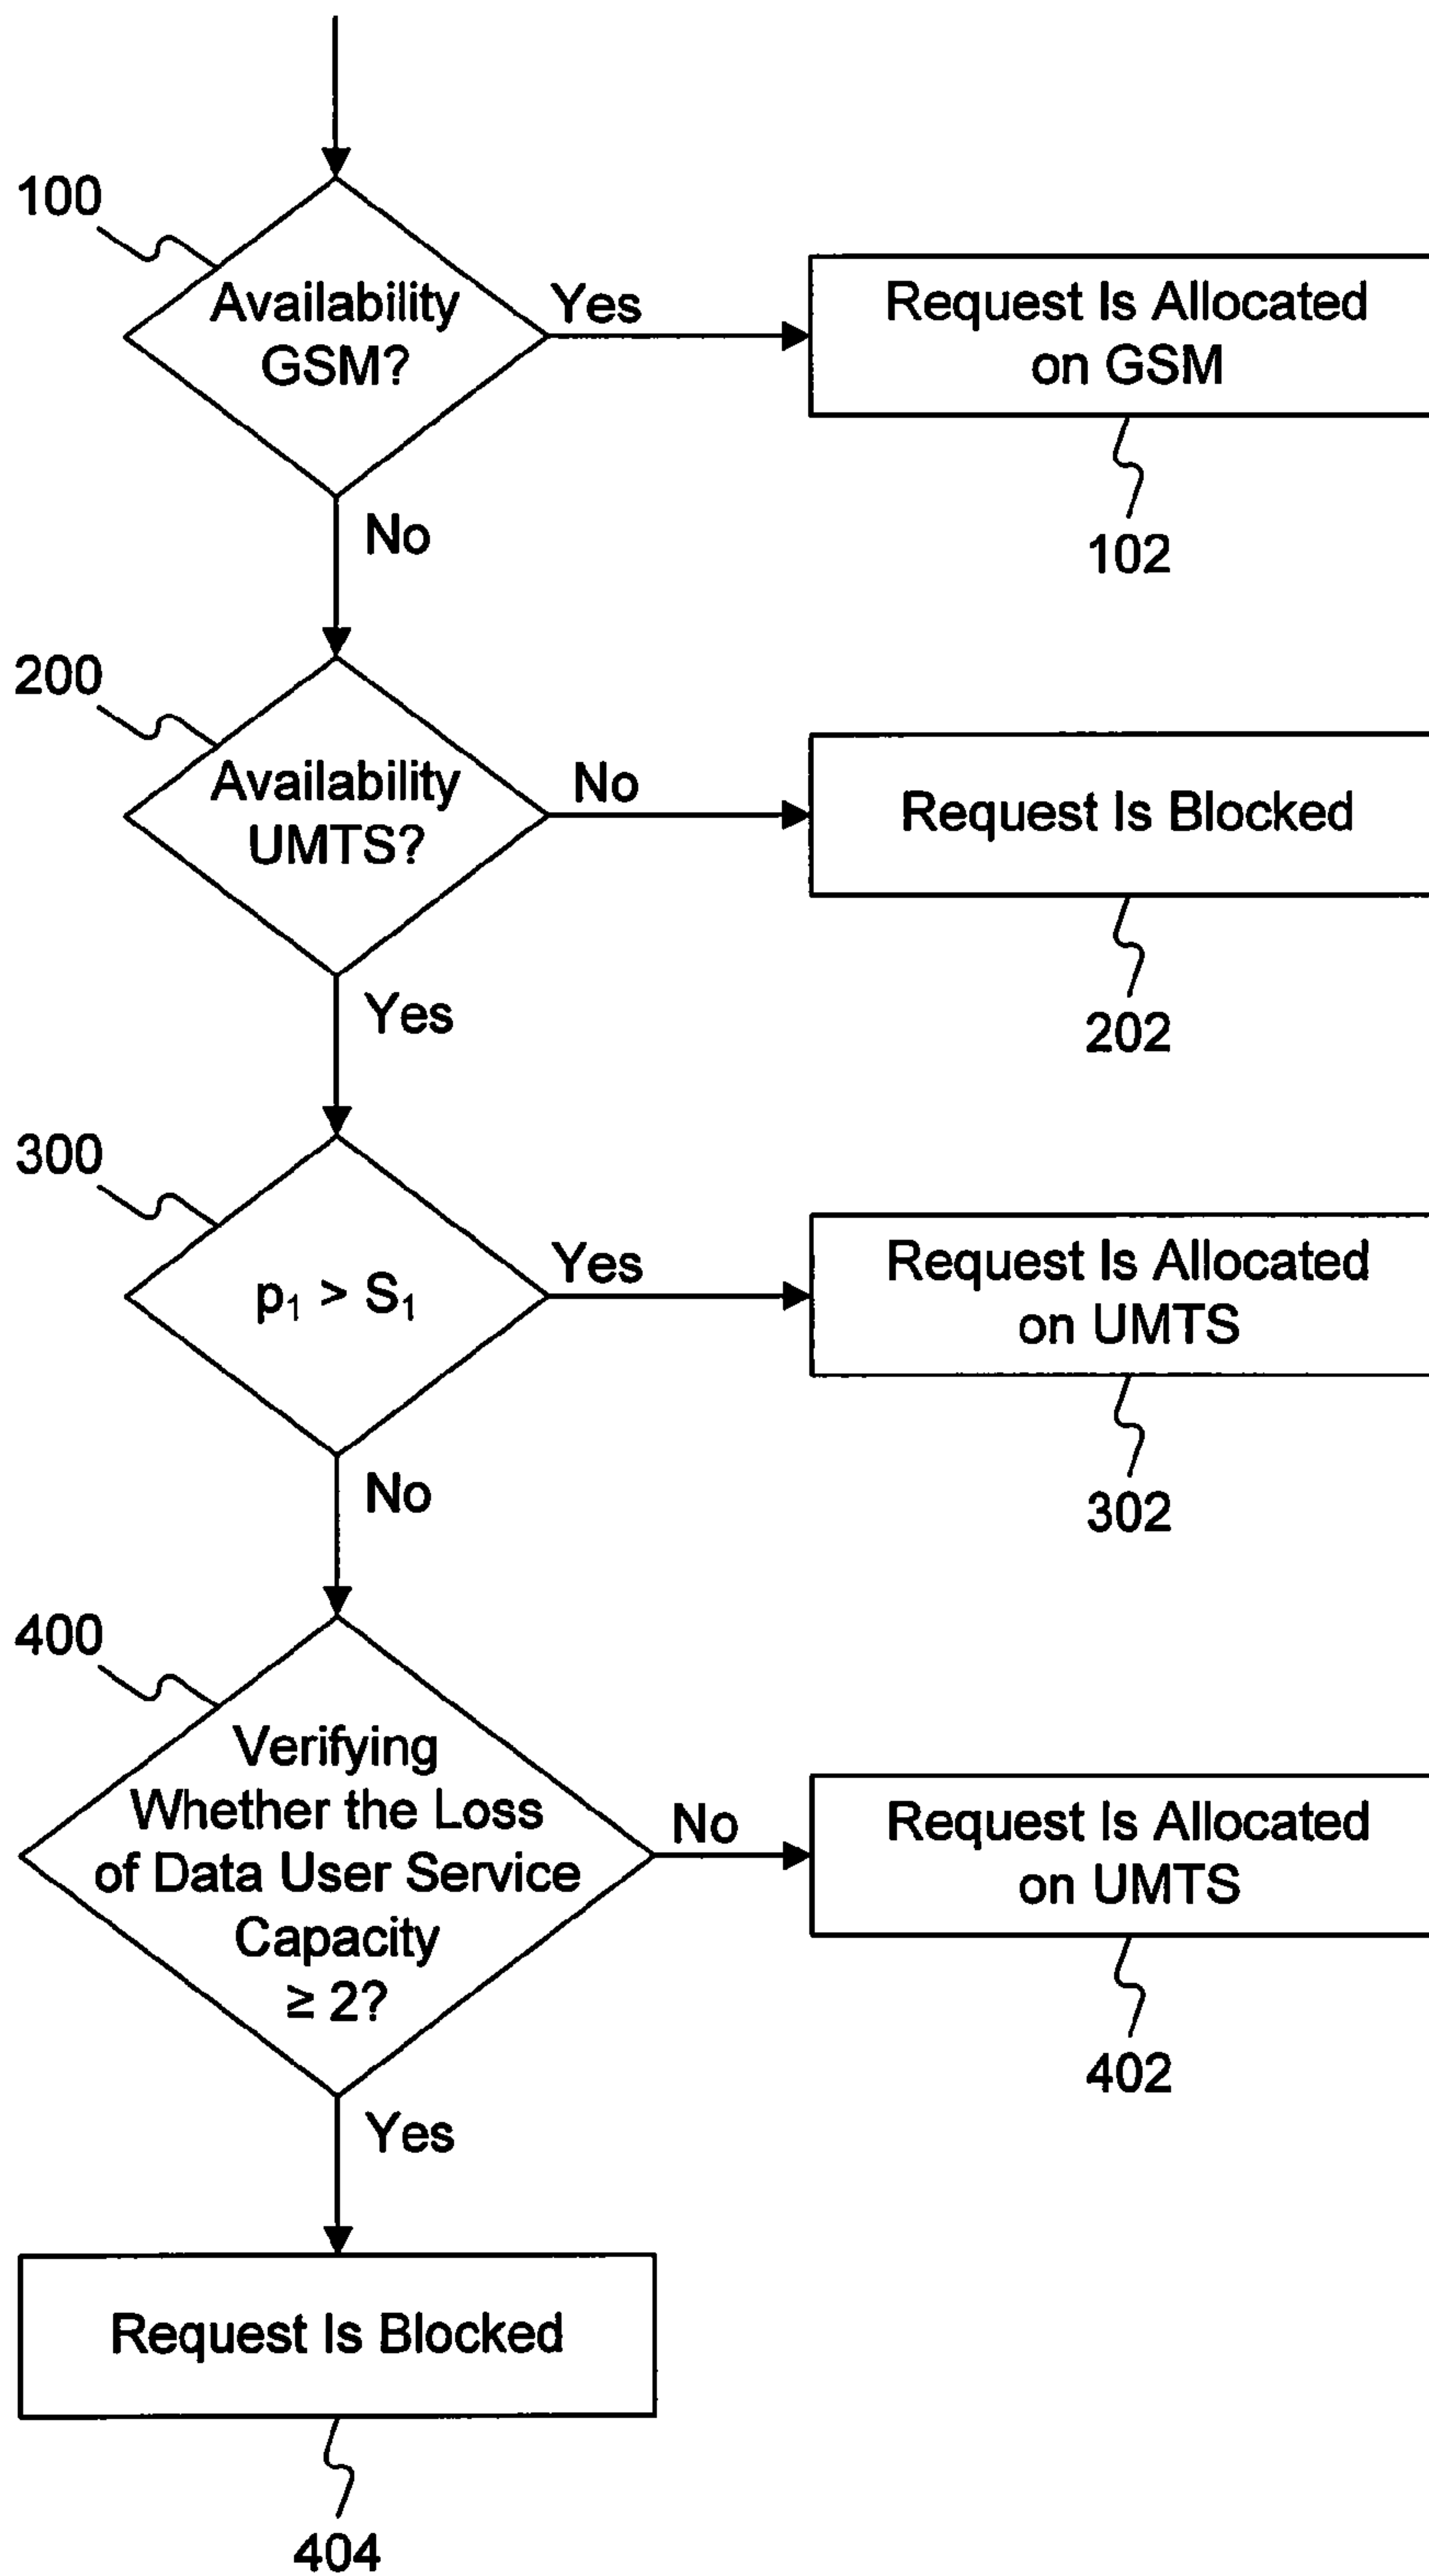 100
Availability
GSM?
Yes
Request Is Allocated
on GSM
102
No
200
Availability
UMTS?
No
Request Is Blocked
202
Yes
300
p₁ > S₁
Yes
Request Is Allocated
on UMTS
302
No
400
Verifying
Whether the Loss
of Data User Service
Capacity
≥ 2?
No
Request Is Allocated
on UMTS
402
Yes
Request Is Blocked
404